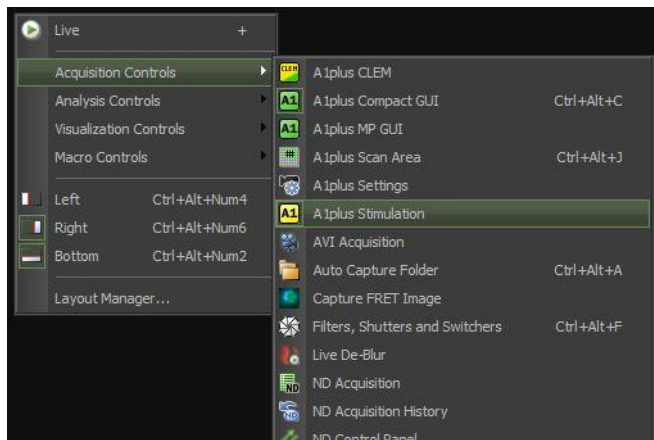 Live +
Acquisition Controls
Analysis Controls
Visualization Controls
Macro Controls
Left Ctrl+Alt+Num4
Right Ctrl+Alt+Num6
Bottom Ctrl+Alt+Num2
Layout Manager...
CLEM A1plus CLEM
A1 A1plus Compact GUI Ctrl+Alt+C
A1 A1plus MP GUI
A1plus Scan Area Ctrl+Alt+J
A1plus Settings
A1 A1plus Stimulation
AVI Acquisition
Auto Capture Folder Ctrl+Alt+A
Capture FRET Image
Filters, Shutters and Switchers Ctrl+Alt+F
Live De-Blur
ND ND Acquisition
ND ND Acquisition History
ND Control Panel